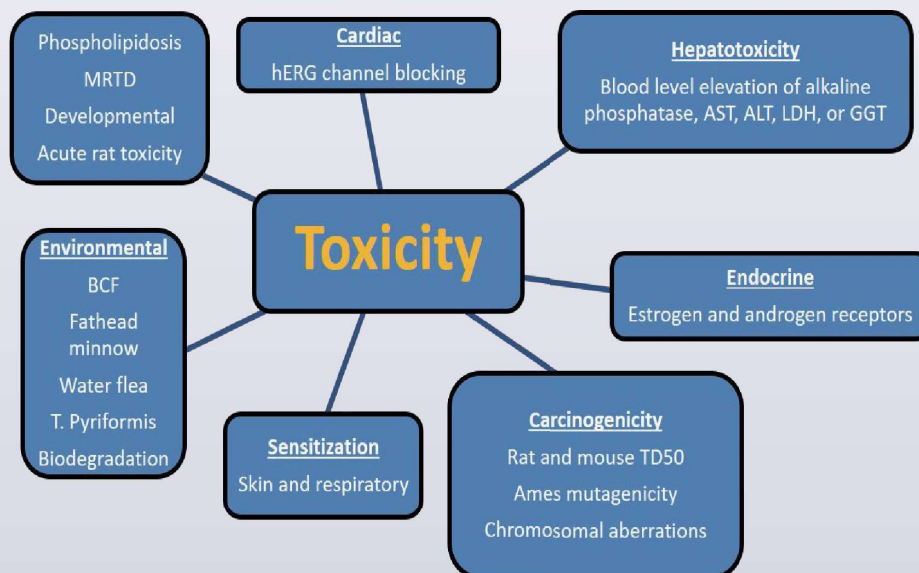 Phospholipidosis
MRTD
Developmental
Acute rat toxicity
Cardiac
hERG channel blocking
Hepatotoxicity
Blood level elevation of alkaline
phosphatase, AST, ALT, LDH, or GGT
Toxicity
Environmental
BCF
Fathead
minnow
Water flea
T. Pyriformis
Biodegradation
Endocrine
Estrogen and androgen receptors
Sensitization
Skin and respiratory
Carcinogenicity
Rat and mouse TD50
Ames mutagenicity
Chromosomal aberrations